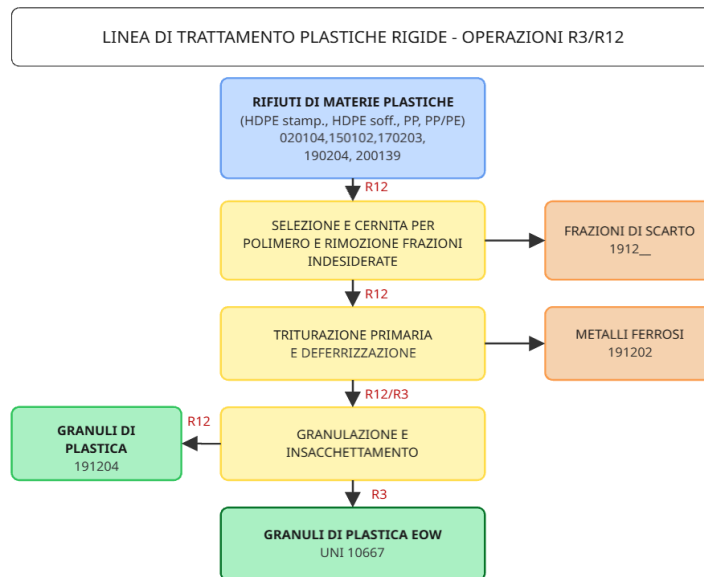 LINEA DI TRATTAMENTO PLASTICHE RIGIDE - OPERAZIONI R3/R12
RIFIUTI DI MATERIE PLASTICHE
(HDPE stamp., HDPE soff., PP, PP/PE)
020104,150102,170203,
190204, 200139
R12
SELEZIONE E CERNITA PER
POLIMERO E RIMOZIONE FRAZIONI
INDESIDERATE
FRAZIONI DI SCARTO
1912__
R12
TRITURAZIONE PRIMARIA
E DEFERRIZZAZIONE
METALLI FERROSI
191202
R12/R3
GRANULI DI
PLASTICA
191204
R12
GRANULAZIONE E
INSACCHETTAMENTO
R3
GRANULI DI PLASTICA EOW
UNI 10667